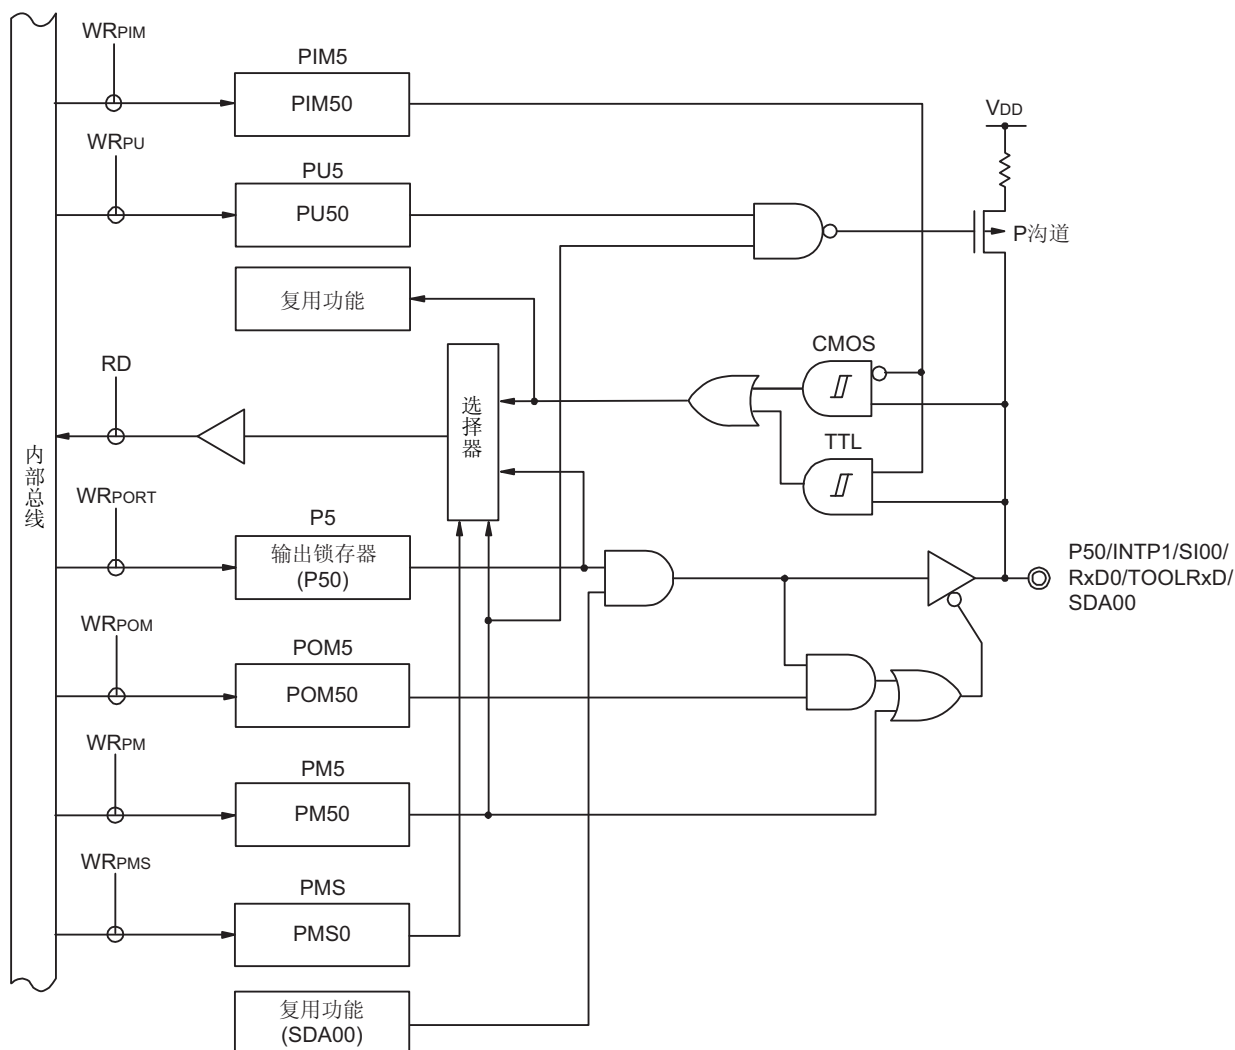 WRPIM
PIM5
PIM50
VDD
WRPU
PU5
PU50
P沟道
复用功能
CMOS
RD
选择器
TTL
内部总线
WRPORT
P5
输出锁存器
(P50)
P50/INTP1/SI00/
RxD0/TOOLRxD/
SDA00
WRPOM
POM5
POM50
WRPM
PM5
PM50
WRPMS
PMS
PMS0
复用功能
(SDA00)